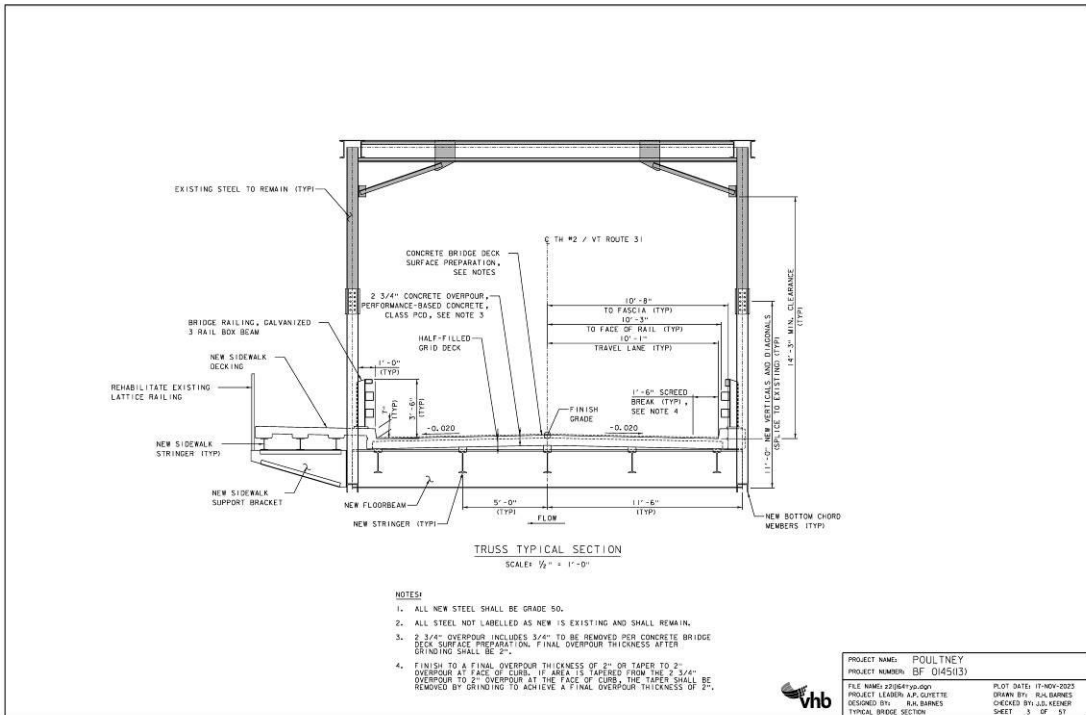 EXISTING STEEL TO REMAIN (TYP)
℄ TH #2 / VT ROUTE 31
CONCRETE BRIDGE DECK
SURFACE PREPARATION,
SEE NOTES
2 3/4" CONCRETE OVERPOUR,
PERFORMANCE-BASED CONCRETE,
CLASS PCD, SEE NOTE 3
10'-8"
TO FASCIA (TYP)
10'-3"
TO FACE OF RAIL (TYP)
10'-1"
TRAVEL LANE (TYP)
14'-3" MIN. CLEARANCE
(TYP)
BRIDGE RAILING, GALVANIZED
3 RAIL BOX BEAM
HALF-FILLED
GRID DECK
NEW SIDEWALK
DECKING
1'-0"
(TYP)
REHABILITATE EXISTING
LATTICE RAILING
7"
(TYP)
3'-6"
(TYP)
1'-6" SCREED
BREAK (TYP),
SEE NOTE 4
FINISH
GRADE
-0.020
-0.020
11'-0" NEW VERTICALS AND DIAGONALS
(SPLICE TO EXISTING) (TYP)
NEW SIDEWALK
STRINGER (TYP)
NEW SIDEWALK
SUPPORT BRACKET
NEW FLOORBEAM
NEW STRINGER (TYP)
5'-0"
(TYP)
11'-6"
(TYP)
FLOW
NEW BOTTOM CHORD
MEMBERS (TYP)
TRUSS TYPICAL SECTION
SCALE: 1/2" = 1'-0"
NOTES:
1. ALL NEW STEEL SHALL BE GRADE 50.
2. ALL STEEL NOT LABELLED AS NEW IS EXISTING AND SHALL REMAIN.
3. 2 3/4" OVERPOUR INCLUDES 3/4" TO BE REMOVED PER CONCRETE BRIDGE
DECK SURFACE PREPARATION. FINAL OVERPOUR THICKNESS AFTER
GRINDING SHALL BE 2".
4. FINISH TO A FINAL OVERPOUR THICKNESS OF 2" OR TAPER TO 2"
OVERPOUR AT FACE OF CURB. IF AREA IS TAPERED FROM THE 2 3/4"
OVERPOUR TO 2" OVERPOUR AT THE FACE OF CURB, THE TAPER SHALL BE
REMOVED BY GRINDING TO ACHIEVE A FINAL OVERPOUR THICKNESS OF 2".
vhb
PROJECT NAME: POULTNEY
PROJECT NUMBER: BF 0145(13)
FILE NAME: z21j164typ.dgn PLOT DATE: 17-NOV-2023
PROJECT LEADER: A.P. GUYETTE DRAWN BY: R.H. BARNES
DESIGNED BY: R.H. BARNES CHECKED BY: J.D. KEENER
TYPICAL BRIDGE SECTION SHEET 3 OF 57